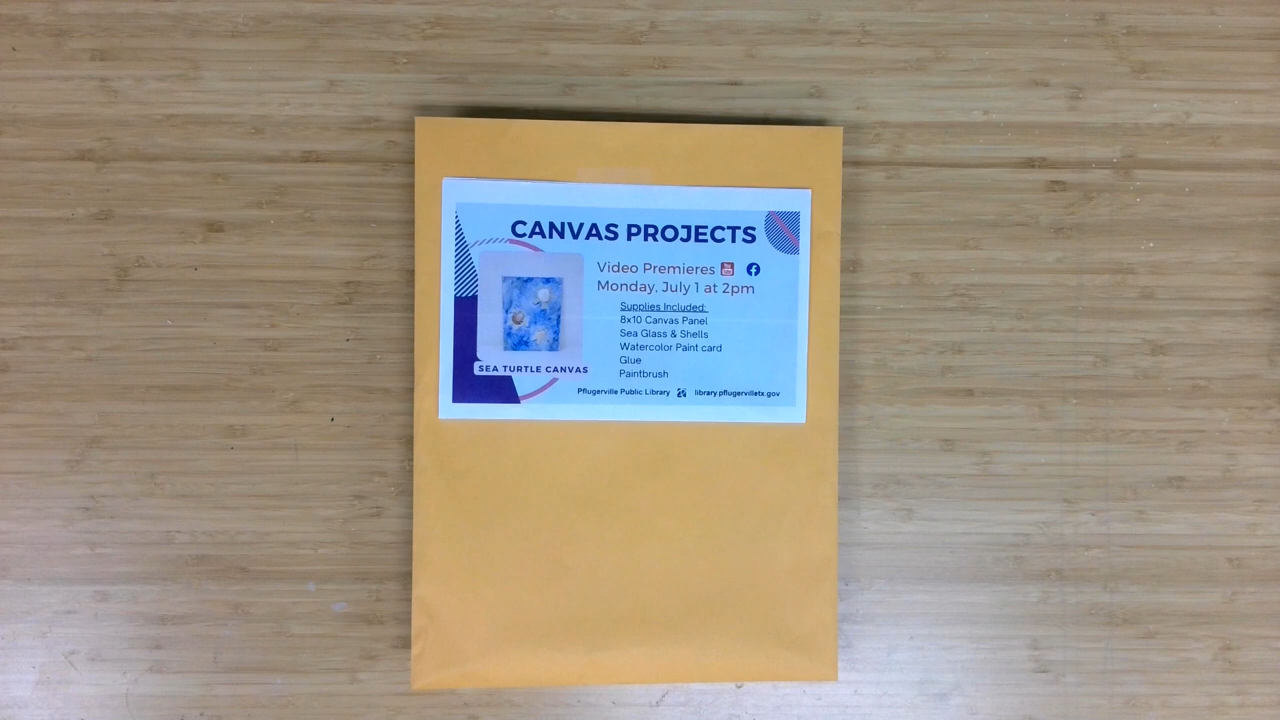 CANVAS PROJECTS
Video Premieres
Monday, July 1 at 2pm
Supplies Included:
8x10 Canvas Panel
Sea Glass & Shells
Watercolor Paint card
Glue
Paintbrush
SEA TURTLE CANVAS
Pflugerville Public Library library.pflugervilletx.gov